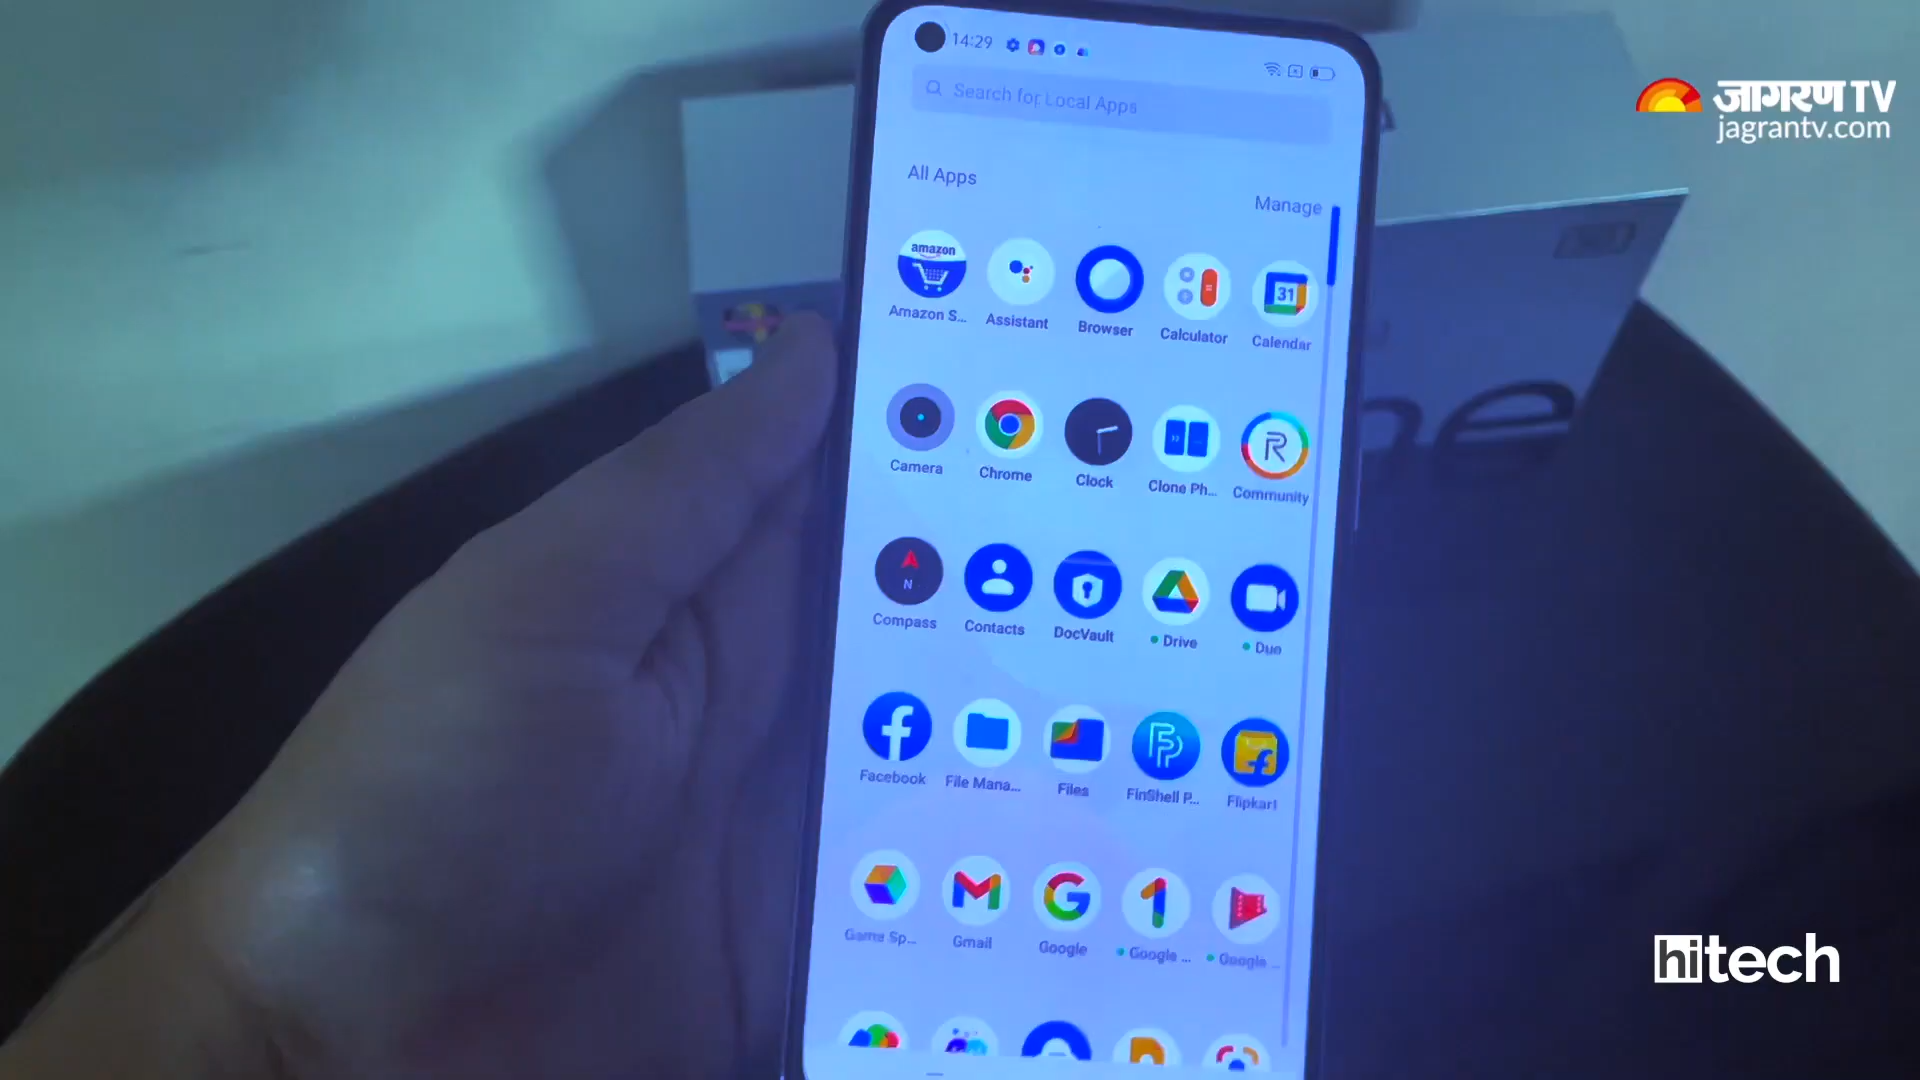 14:29
Search for Local Apps
All Apps
Manage
amazon
31
Amazon S...
Assistant
Browser
Calculator
Calendar
R
Camera
Chrome
Clock
Clone Ph...
Community
N
Compass
Contacts
DocVault
Drive
Duo
Facebook
File Mana...
Files
FinShell P...
Flipkart
Game Sp...
Gmail
Google
Google ...
Google ...
जागरण TV
jagrantv.com
hitech